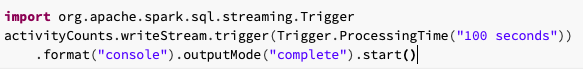 import org.apache.spark.sql.streaming.Trigger
activityCounts.writeStream.trigger(Trigger.ProcessingTime("100 seconds"))
    .format("console").outputMode("complete").start()